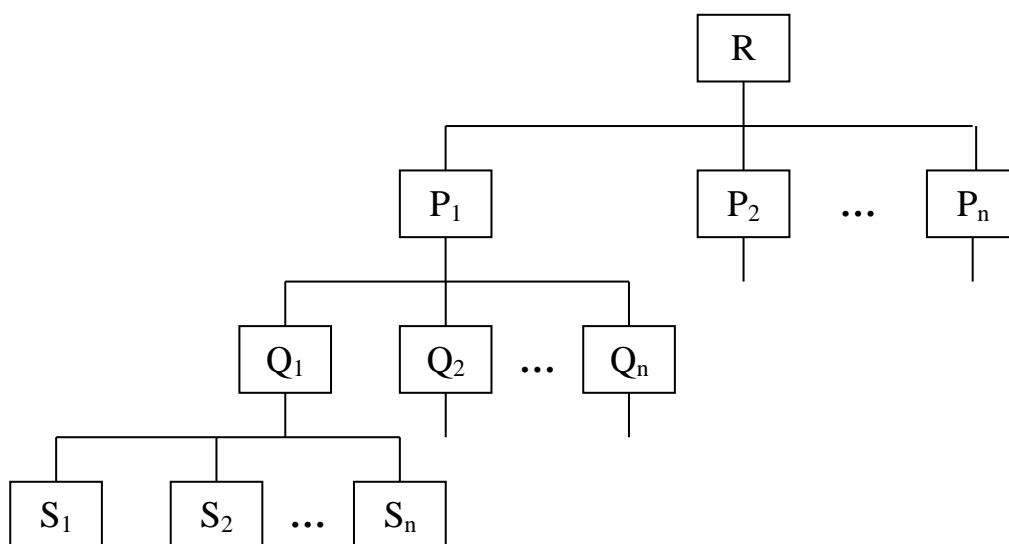 R
P₁ P₂ ... Pₙ
Q₁ Q₂ ... Qₙ
S₁ S₂ ... Sₙ